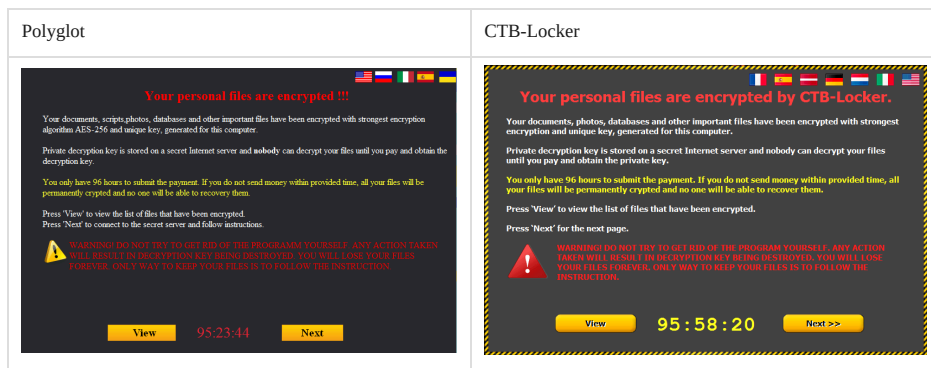 Polyglot
CTB-Locker
Your personal files are encrypted !!!
Your documents, scripts,photos, databases and other important files have been encrypted with strongest encryption
algorithm AES-256 and unique key, generated for this computer.
Private decryption key is stored on a secret Internet server and nobody can decrypt your files until you pay and obtain the
decryption key.
You only have 96 hours to submit the payment. If you do not send money within provided time, all your files will be
permanently crypted and no one will be able to recover them.
Press 'View' to view the list of files that have been encrypted.
Press 'Next' to connect to the secret server and follow instructions.
WARNING! DO NOT TRY TO GET RID OF THE PROGRAMM YOURSELF. ANY ACTION TAKEN
WILL RESULT IN DECRYPTION KEY BEING DESTROYED. YOU WILL LOSE YOUR FILES
FOREVER. ONLY WAY TO KEEP YOUR FILES IS TO FOLLOW THE INSTRUCTION.
View
95:23:44
Next
Your personal files are encrypted by CTB-Locker.
Your documents, photos, databases and other important files have been encrypted with strongest
encryption and unique key, generated for this computer.
Private decryption key is stored on a secret Internet server and nobody can decrypt your files
until you pay and obtain the private key.
You only have 96 hours to submit the payment. If you do not send money within provided time, all
your files will be permanently crypted and no one will be able to recover them.
Press 'View' to view the list of files that have been encrypted.
Press 'Next' for the next page.
WARNING! DO NOT TRY TO GET RID OF THE PROGRAM YOURSELF. ANY ACTION
TAKEN WILL RESULT IN DECRYPTION KEY BEING DESTROYED. YOU WILL LOSE
YOUR FILES FOREVER. ONLY WAY TO KEEP YOUR FILES IS TO FOLLOW THE
INSTRUCTION.
View
95:58:20
Next >>